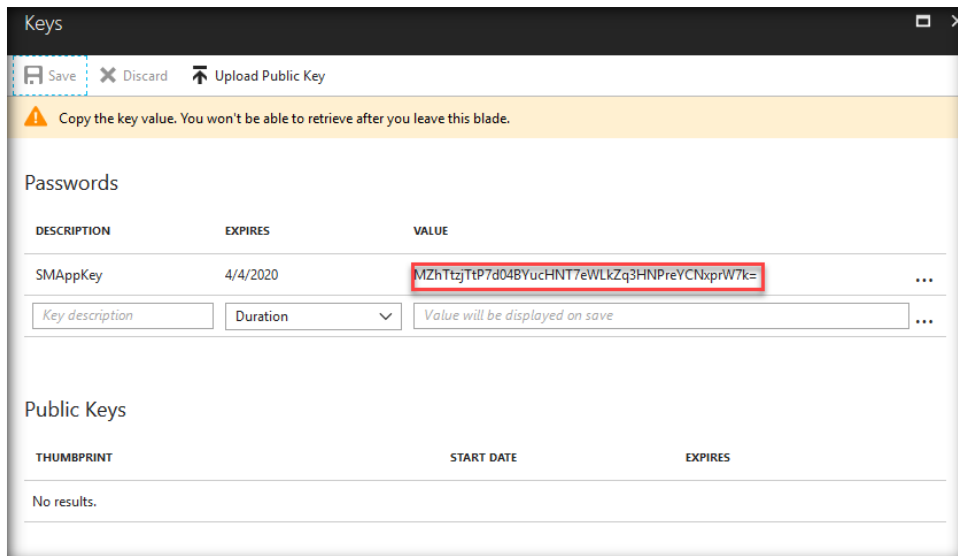 Keys
Save Discard Upload Public Key
Copy the key value. You won't be able to retrieve after you leave this blade.
Passwords
DESCRIPTION EXPIRES VALUE
SMAppKey 4/4/2020 MZhTtzjTtP7d04BYucHNT7eWLkZq3HNPreYCNxprW7k= ...
Key description Duration Value will be displayed on save ...
Public Keys
THUMBPRINT START DATE EXPIRES
No results.